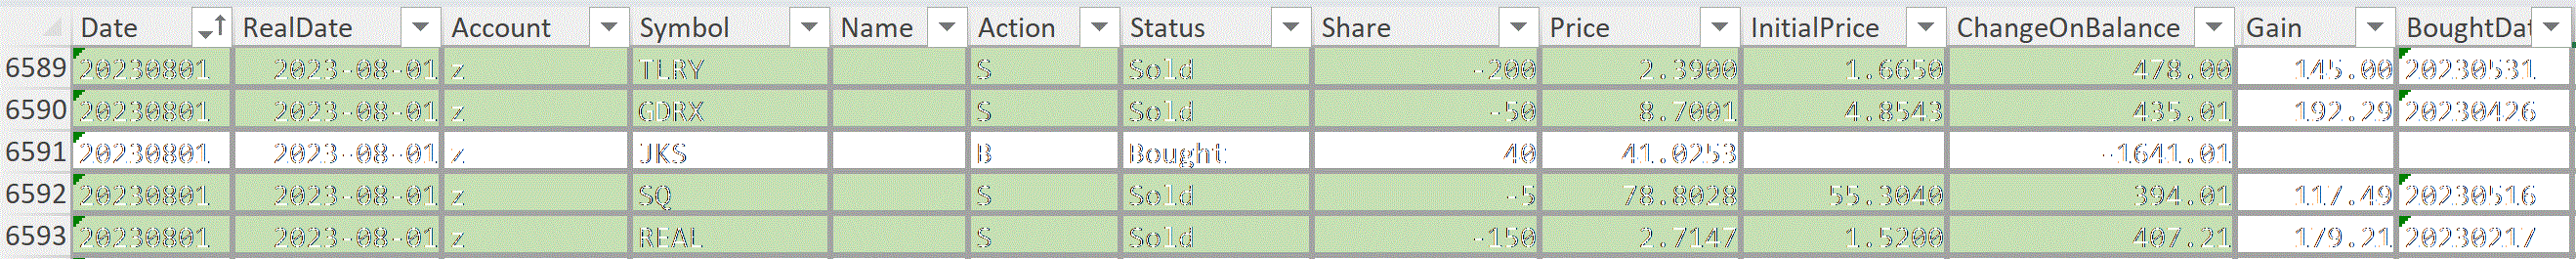 Date RealDate Account Symbol Name Action Status Share Price InitialPrice ChangeOnBalance Gain BoughtDat
6589 20230801 2023-08-01 z TLRY S Sold -200 2.3900 1.6650 478.00 145.00 20230531
6590 20230801 2023-08-01 z GDRX S Sold -50 8.7001 4.8543 435.01 192.29 20230426
6591 20230801 2023-08-01 z JKS B Bought 40 41.0253 -1641.01
6592 20230801 2023-08-01 z SQ S Sold -5 78.8028 55.3040 394.01 117.49 20230516
6593 20230801 2023-08-01 z REAL S Sold -150 2.7147 1.5200 407.21 179.21 20230217